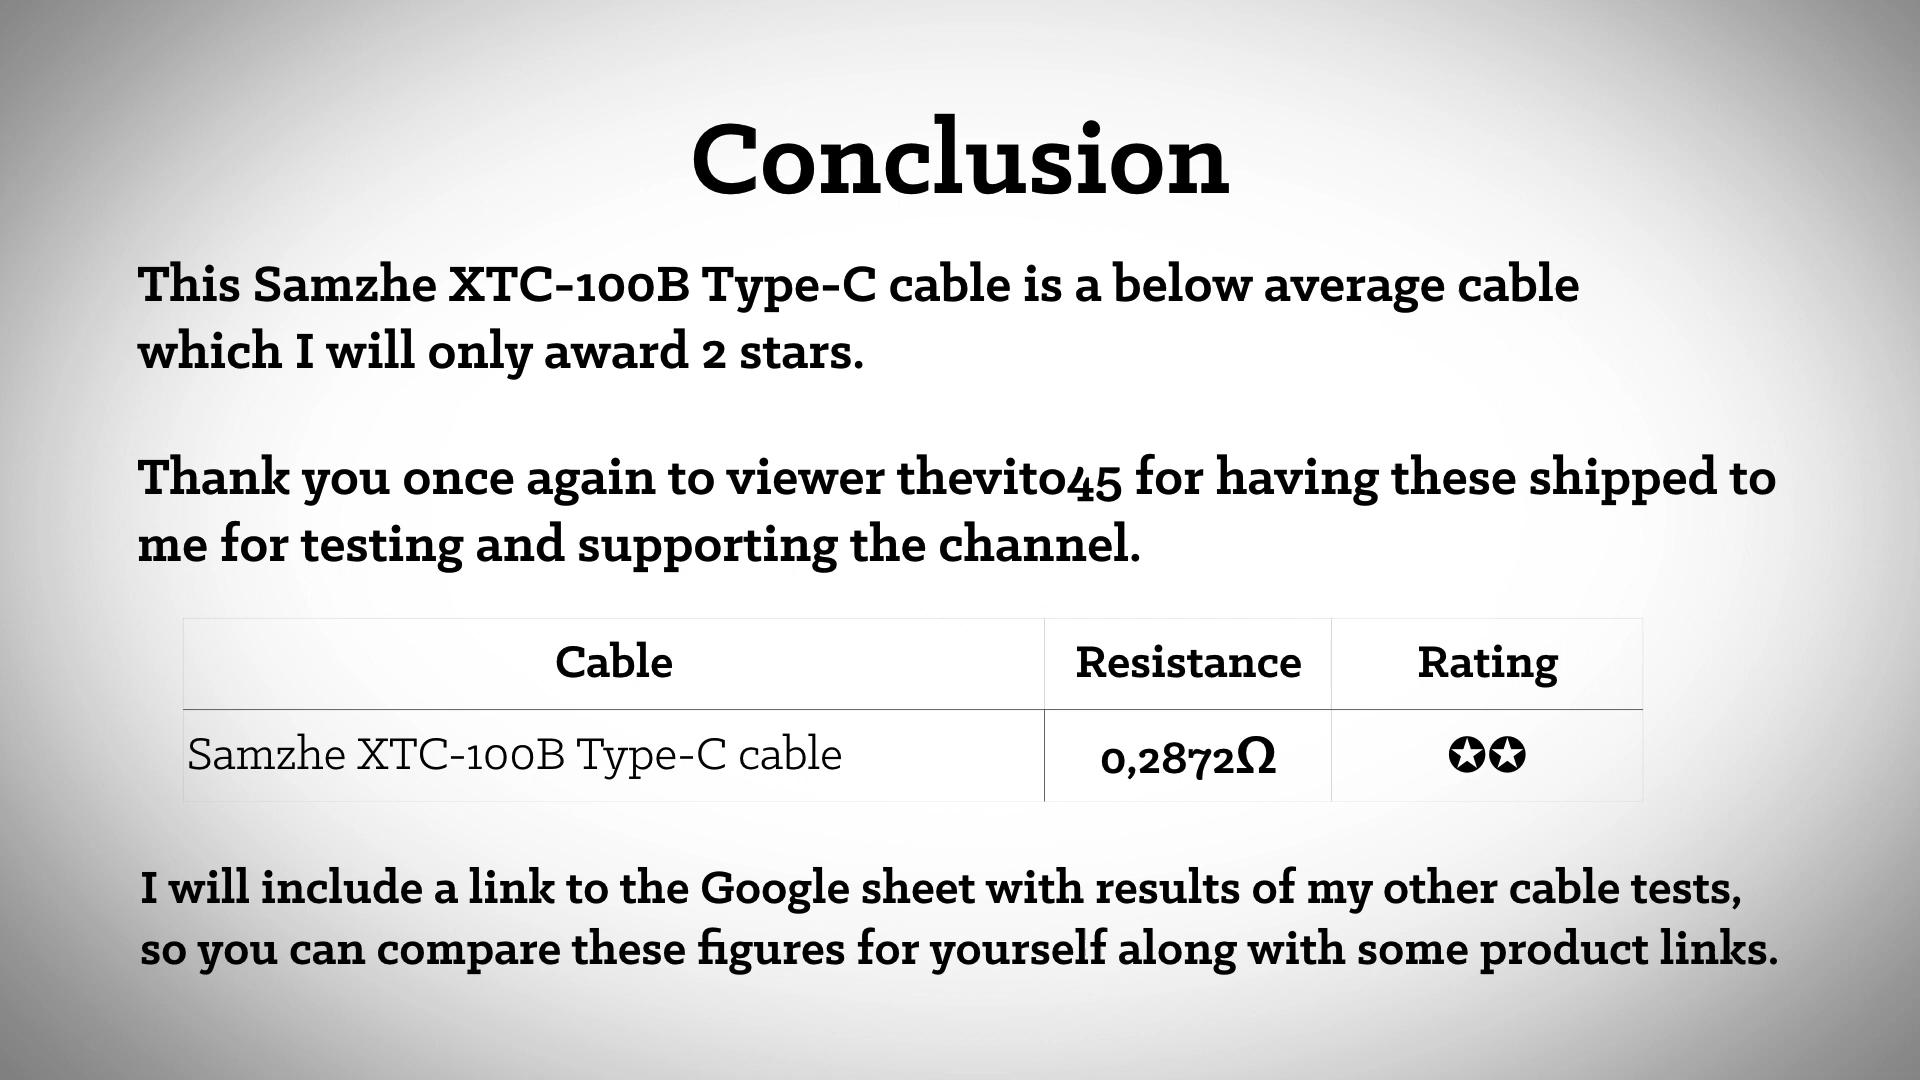 Conclusion
This Samzhe XTC-100B Type-C cable is a below average cable
which I will only award 2 stars.
Thank you once again to viewer thevito45 for having these shipped to
me for testing and supporting the channel.
Cable Resistance Rating
Samzhe XTC-100B Type-C cable 0,2872Ω ✪✪
I will include a link to the Google sheet with results of my other cable tests,
so you can compare these figures for yourself along with some product links.